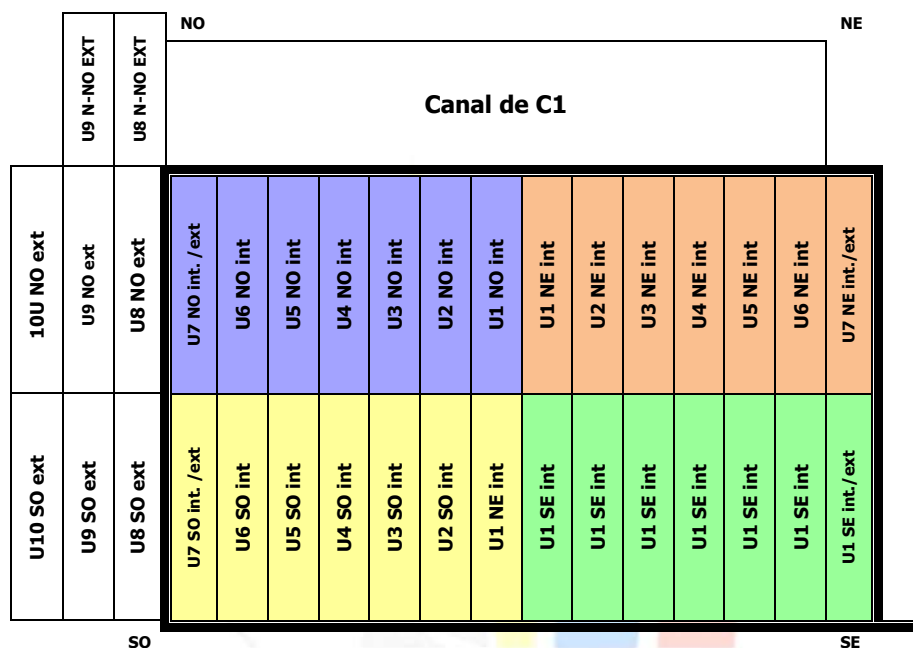 NO
NE
U9 N-NO EXT
U8 N-NO EXT
Canal de C1
10U NO ext
U9 NO ext
U8 NO ext
U7 NO int. /ext
U6 NO int
U5 NO int
U4 NO int
U3 NO int
U2 NO int
U1 NO int
U1 NE int
U2 NE int
U3 NE int
U4 NE int
U5 NE int
U6 NE int
U7 NE int./ext
U10 SO ext
U9 SO ext
U8 SO ext
U7 SO int. /ext
U6 SO int
U5 SO int
U4 SO int
U3 SO int
U2 SO int
U1 NE int
U1 SE int
U1 SE int
U1 SE int
U1 SE int
U1 SE int
U1 SE int
U1 SE int./ext
SO
SE